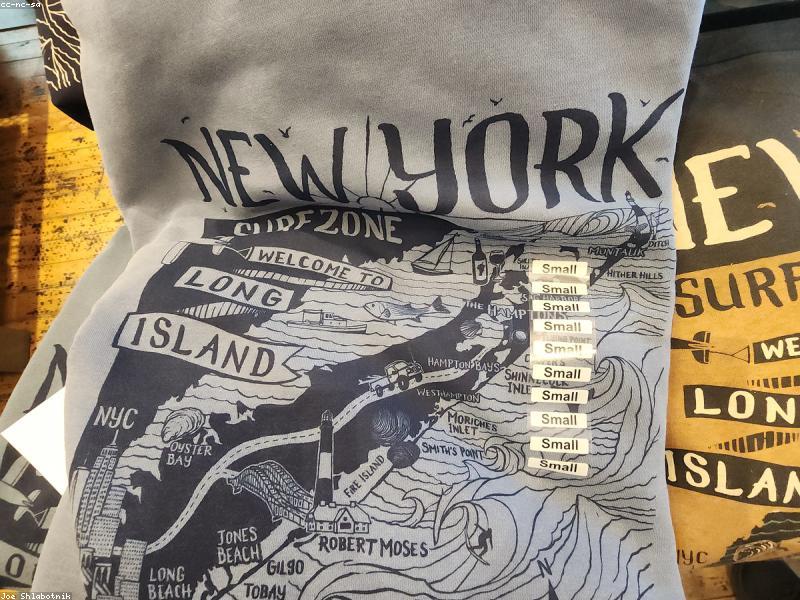 cc-nc-sa
NEW YORK
SURF ZONE
WELCOME TO
LONG
ISLAND
MONTAUK
DITCH
HITHER HILLS
Small
Small
Small
THE HAMPTONS
Small
Small
Small
HAMPTON BAYS
SHINNECOCK
INLET
WESTHAMPTON
Small
MORICHES
INLET
Small
SMITH'S POINT
Small
Small
NYC
OYSTER
BAY
FIRE ISLAND
JONES
BEACH
ROBERT MOSES
GILGO
LONG
BEACH
TOBAY
N
SURF
WE
LON
ISLAN
NYC
Joe Shlabotnik